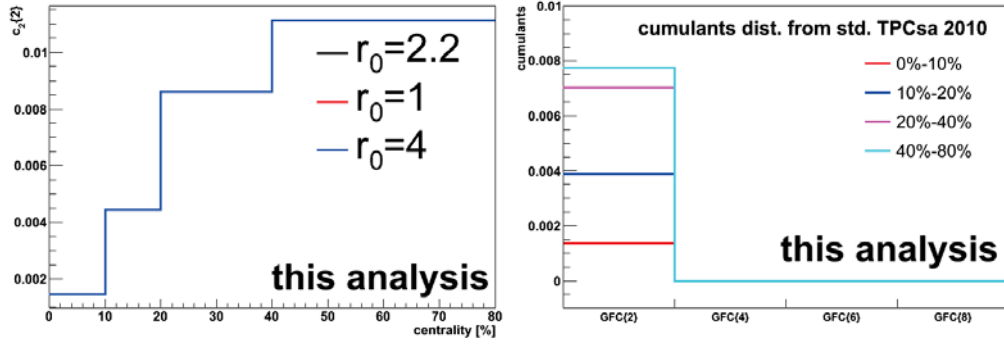 c₂{2}
0.01
0.008
0.006
0.004
0.002
r₀=2.2
r₀=1
r₀=4
this analysis
0 10 20 30 40 50 60 70 80
centrality [%]
cumulants
0.01
0.008
0.006
0.004
0.002
0
cumulants dist. from std. TPCsa 2010
0%-10%
10%-20%
20%-40%
40%-80%
this analysis
GFC{2} GFC{4} GFC{6} GFC{8}